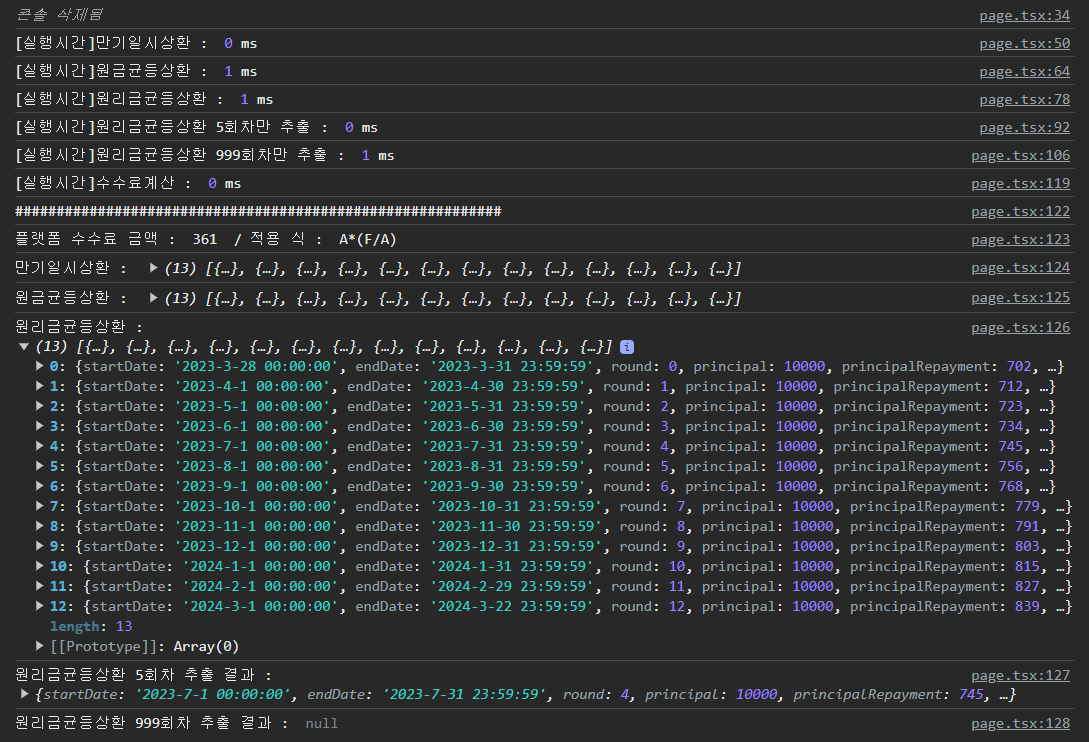 콘솔 삭제됨 page.tsx:34
[실행시간]만기일시상환 : 0 ms page.tsx:50
[실행시간]원금균등상환 : 1 ms page.tsx:64
[실행시간]원리금균등상환 : 1 ms page.tsx:78
[실행시간]원리금균등상환 5회차만 추출 : 0 ms page.tsx:92
[실행시간]원리금균등상환 999회차만 추출 : 1 ms page.tsx:106
[실행시간]수수료계산 : 0 ms page.tsx:119
########################################################### page.tsx:122
플랫폼 수수료 금액 : 361 / 적용 식 : A*(F/A) page.tsx:123
만기일시상환 : ▶(13) [{…}, {…}, {…}, {…}, {…}, {…}, {…}, {…}, {…}, {…}, {…}, {…}, {…}] page.tsx:124
원금균등상환 : ▶(13) [{…}, {…}, {…}, {…}, {…}, {…}, {…}, {…}, {…}, {…}, {…}, {…}, {…}] page.tsx:125
원리금균등상환 : page.tsx:126
▼(13) [{…}, {…}, {…}, {…}, {…}, {…}, {…}, {…}, {…}, {…}, {…}, {…}, {…}] i
▶0: {startDate: '2023-3-28 00:00:00', endDate: '2023-3-31 23:59:59', round: 0, principal: 10000, principalRepayment: 702, …}
▶1: {startDate: '2023-4-1 00:00:00', endDate: '2023-4-30 23:59:59', round: 1, principal: 10000, principalRepayment: 712, …}
▶2: {startDate: '2023-5-1 00:00:00', endDate: '2023-5-31 23:59:59', round: 2, principal: 10000, principalRepayment: 723, …}
▶3: {startDate: '2023-6-1 00:00:00', endDate: '2023-6-30 23:59:59', round: 3, principal: 10000, principalRepayment: 734, …}
▶4: {startDate: '2023-7-1 00:00:00', endDate: '2023-7-31 23:59:59', round: 4, principal: 10000, principalRepayment: 745, …}
▶5: {startDate: '2023-8-1 00:00:00', endDate: '2023-8-31 23:59:59', round: 5, principal: 10000, principalRepayment: 756, …}
▶6: {startDate: '2023-9-1 00:00:00', endDate: '2023-9-30 23:59:59', round: 6, principal: 10000, principalRepayment: 768, …}
▶7: {startDate: '2023-10-1 00:00:00', endDate: '2023-10-31 23:59:59', round: 7, principal: 10000, principalRepayment: 779, …}
▶8: {startDate: '2023-11-1 00:00:00', endDate: '2023-11-30 23:59:59', round: 8, principal: 10000, principalRepayment: 791, …}
▶9: {startDate: '2023-12-1 00:00:00', endDate: '2023-12-31 23:59:59', round: 9, principal: 10000, principalRepayment: 803, …}
▶10: {startDate: '2024-1-1 00:00:00', endDate: '2024-1-31 23:59:59', round: 10, principal: 10000, principalRepayment: 815, …}
▶11: {startDate: '2024-2-1 00:00:00', endDate: '2024-2-29 23:59:59', round: 11, principal: 10000, principalRepayment: 827, …}
▶12: {startDate: '2024-3-1 00:00:00', endDate: '2024-3-22 23:59:59', round: 12, principal: 10000, principalRepayment: 839, …}
length: 13
▶[[Prototype]]: Array(0)
원리금균등상환 5회차 추출 결과 : page.tsx:127
▶{startDate: '2023-7-1 00:00:00', endDate: '2023-7-31 23:59:59', round: 4, principal: 10000, principalRepayment: 745, …}
원리금균등상환 999회차 추출 결과 : null page.tsx:128